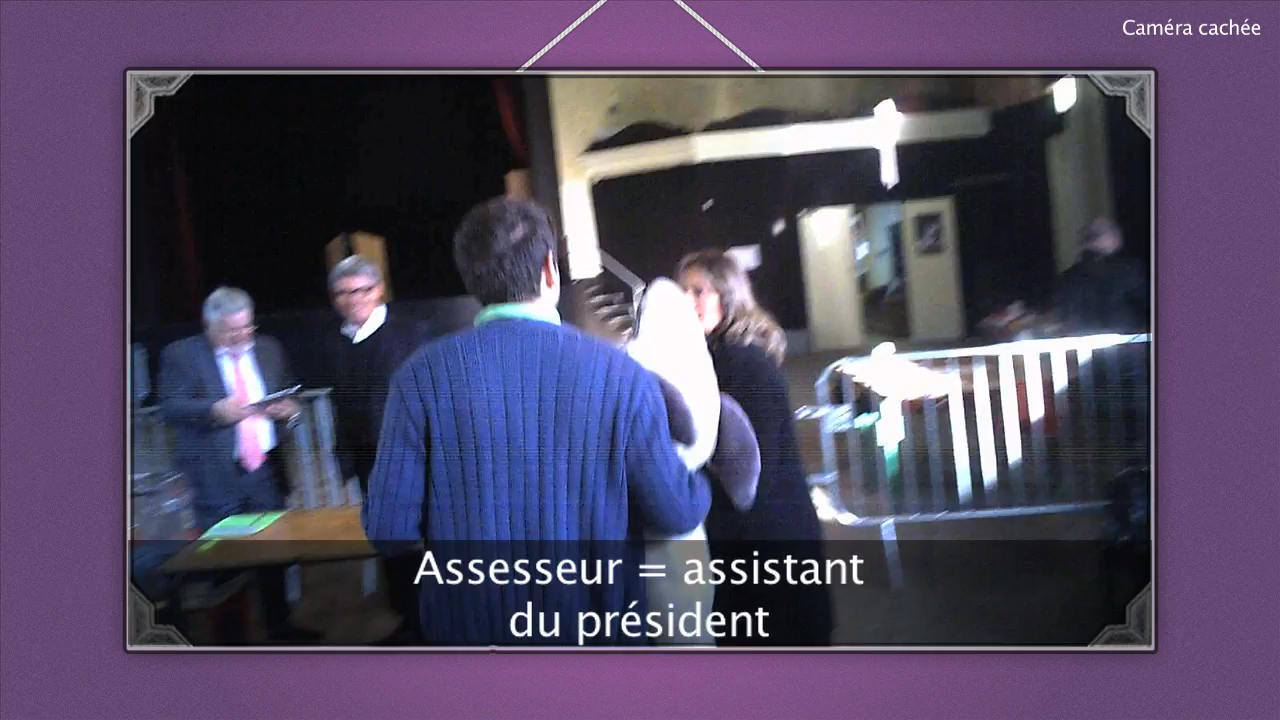 Caméra cachée
Assesseur = assistant
du président